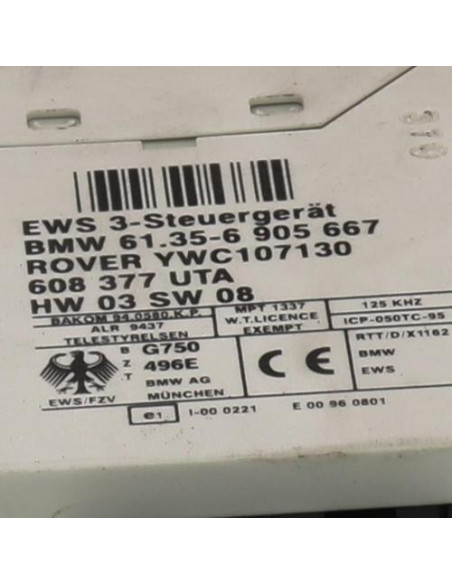 EWS 3-Steuergerät
BMW 61.35-6 905 667
ROVER YWC107130
608 377 UTA
HW 03 SW 08
BAKOM 94.0580.K.P.
ALR 9437
TELESTYRELSEN
MPT 1337
W.T.LICENCE
EXEMPT
125 KHZ
ICP-050TC-95
B
Z
T
G750
496E
BMW AG
MÜNCHEN
EWS/FZV
CE
RTT/D/X1162
BMW
EWS
e1
I-00 0221
E 00 96 0801